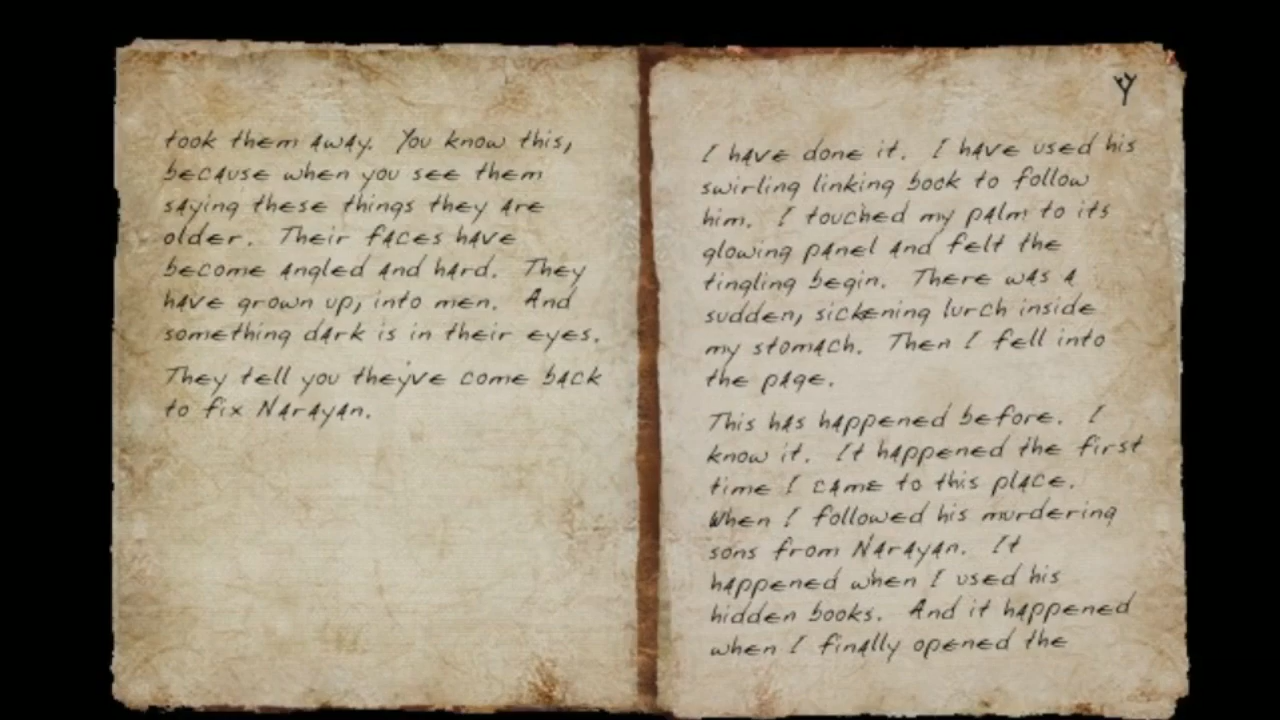 took them away. You know this,
because when you see them
saying these things they are
older. Their faces have
become angled and hard. They
have grown up, into men. And
something dark is in their eyes.
They tell you they've come back
to fix Narayan.
I have done it. I have used his
swirling linking book to follow
him. I touched my palm to its
glowing panel and felt the
tingling begin. There was a
sudden, sickening lurch inside
my stomach. Then I fell into
the page.
This has happened before. I
know it. It happened the first
time I came to this place.
When I followed his murdering
sons from Narayan. It
happened when I used his
hidden books. And it happened
when I finally opened the